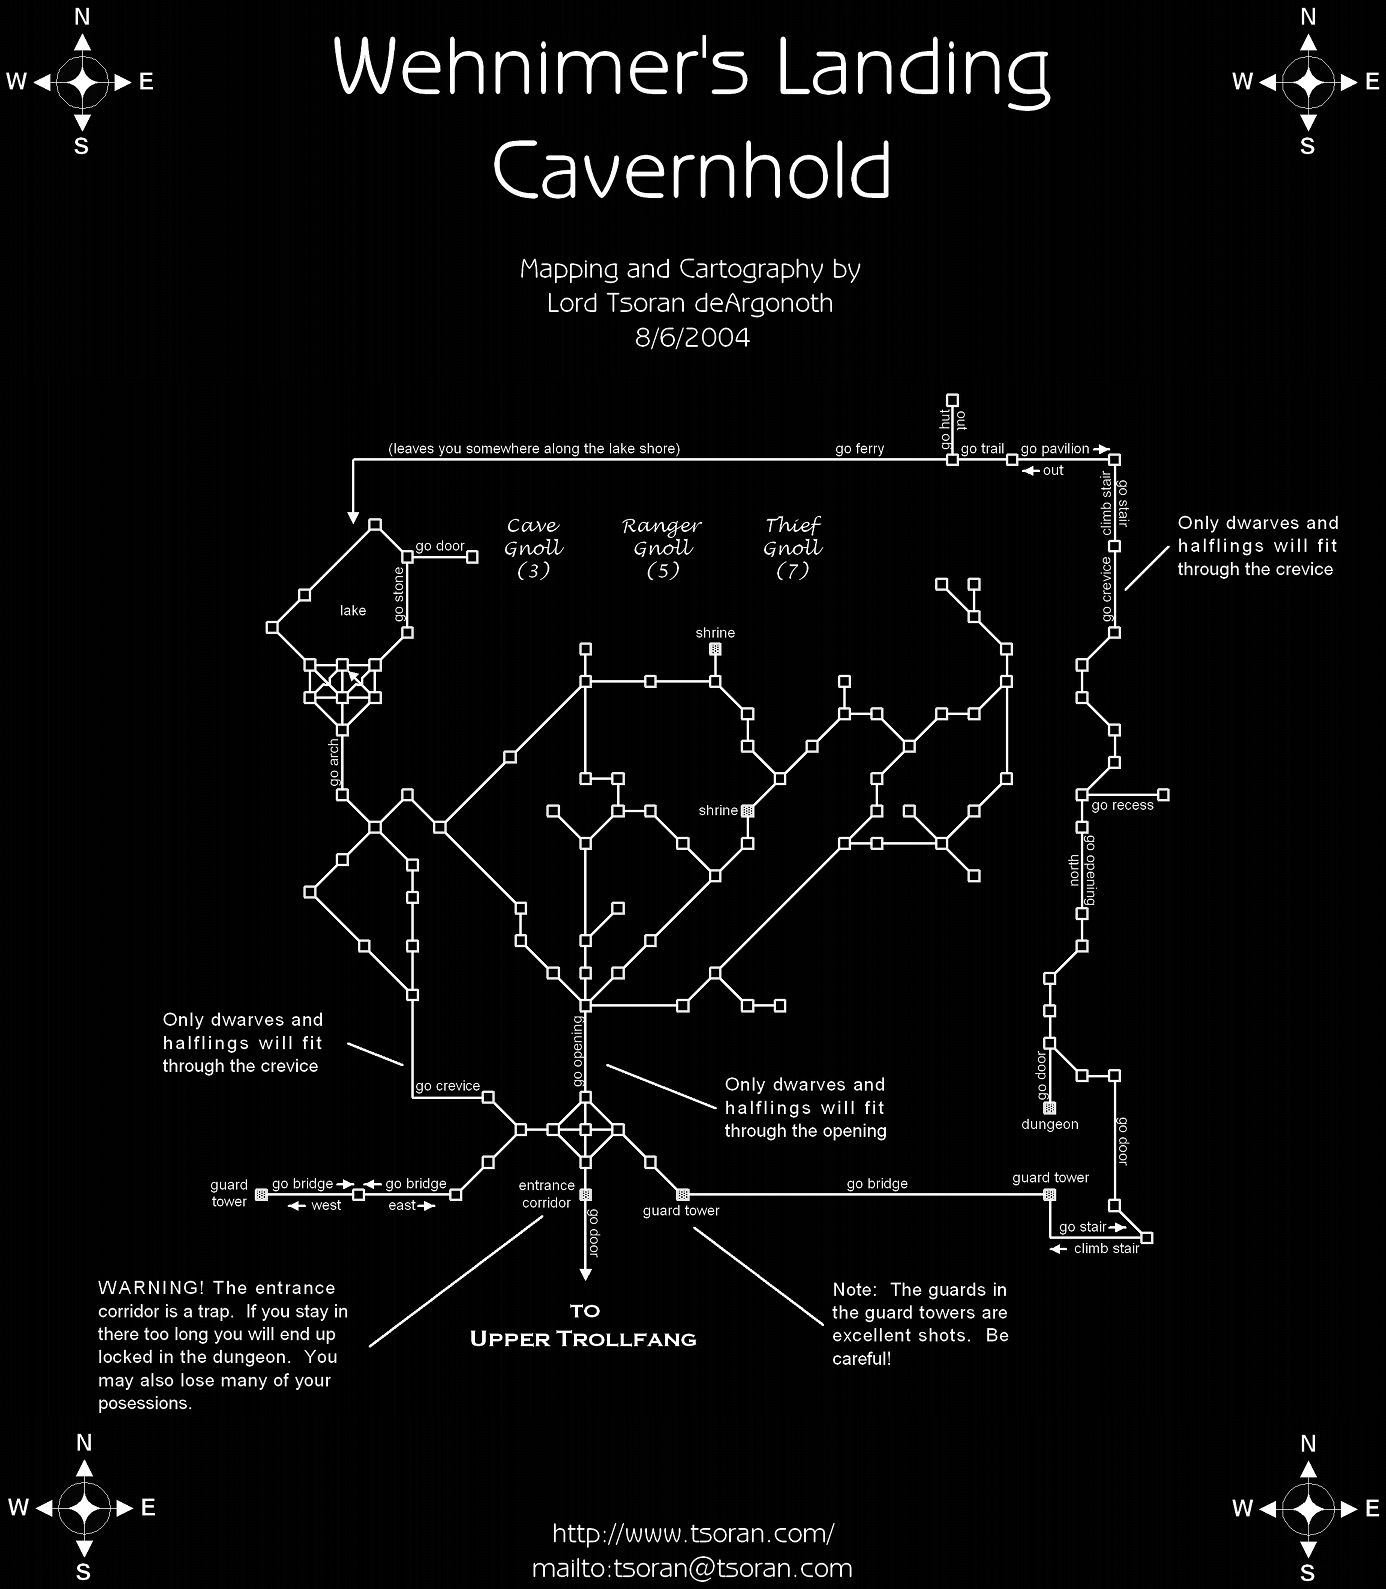 N
W E
S
N
W E
S
Wehnimer's Landing
Cavernhold
Mapping and Cartography by
Lord Tsoran deArgonoth
8/6/2004
go hut
out
(leaves you somewhere along the lake shore)
go ferry
go trail
go pavilion
out
climb stair
go stair
Only dwarves and
halflings will fit
through the crevice
go crevice
Cave
Gnoll
(3)
Ranger
Gnoll
(5)
Thief
Gnoll
(7)
go door
go stone
lake
shrine
go arch
shrine
go recess
north
go opening
Only dwarves and
halflings will fit
through the crevice
go crevice
go opening
Only dwarves and
halflings will fit
through the opening
go door
dungeon
go door
guard
tower
go bridge
west
go bridge
east
entrance
corridor
go door
guard tower
go bridge
guard tower
go stair
climb stair
WARNING! The entrance
corridor is a trap. If you stay in
there too long you will end up
locked in the dungeon. You
may also lose many of your
posessions.
Note: The guards in
the guard towers are
excellent shots. Be
careful!
TO
UPPER TROLLFANG
N
W E
S
N
W E
S
http://www.tsoran.com/
mailto:tsoran@tsoran.com